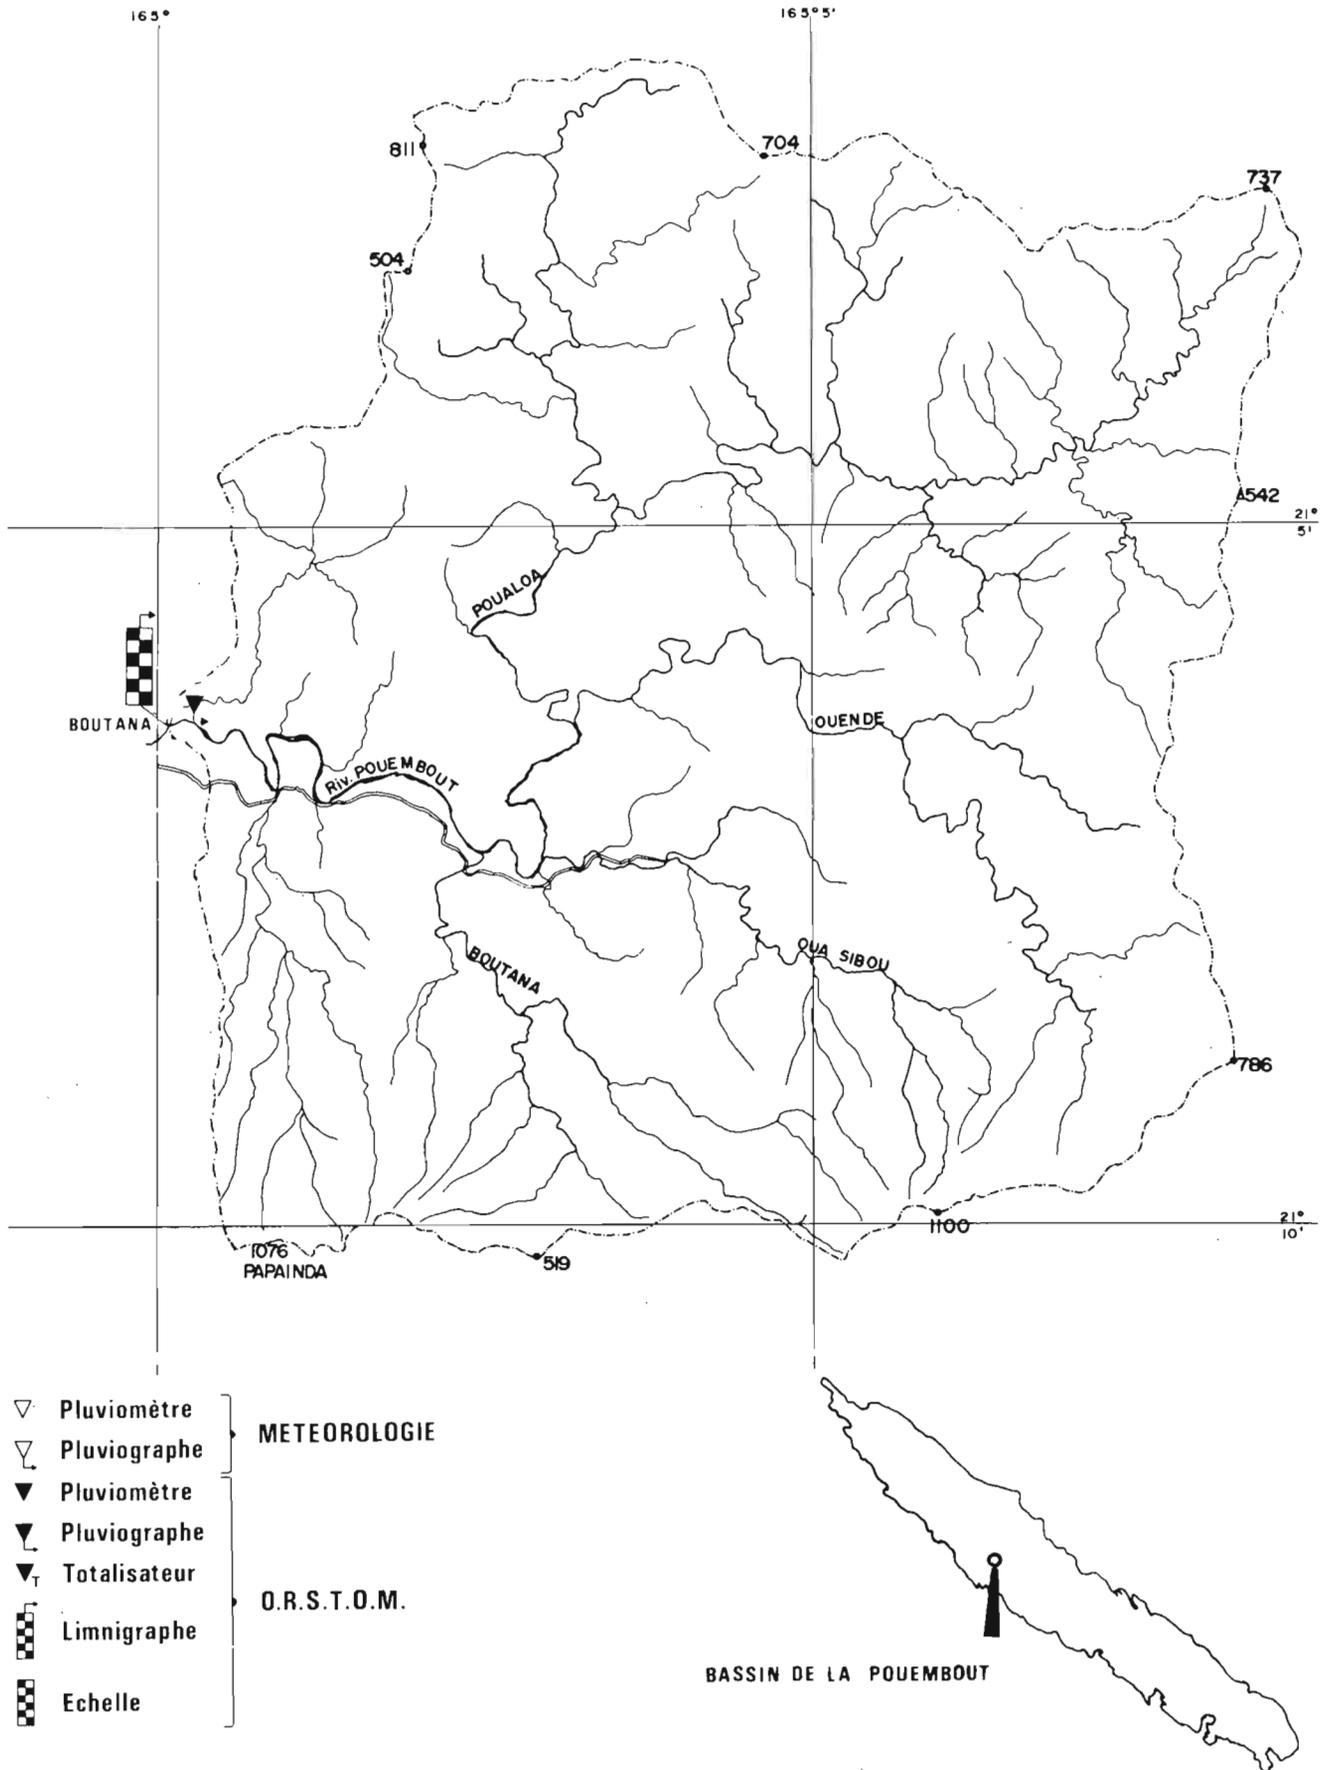 165°
165°5'
811
704
737
504
542
21°
5'
POUALOA
BOUTANA
OUENDE
Riv. POUEMBOUT
OUA SIBOU
BOUTANA
786
1100
21°
10'
1076
PAPAINDA
519
Pluviomètre
Pluviographe
METEOROLOGIE
Pluviomètre
Pluviographe
T Totalisateur
O.R.S.T.O.M.
Limnigraphe
Echelle
BASSIN DE LA POUEMBOUT